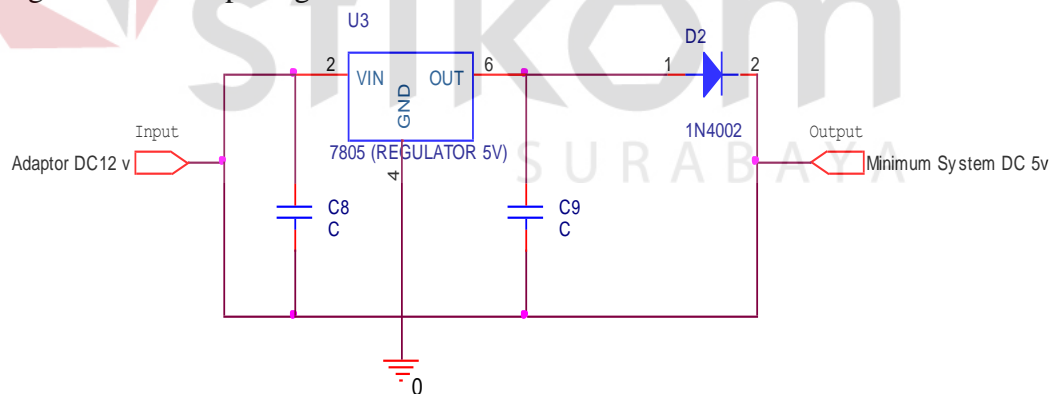 stikom
SURABAYA
U3
D2
2
VIN
OUT
6
GND
1
2
Input
7805 (REGULATOR 5V)
1N4002
Output
Adaptor DC12 v
Minimum System DC 5v
4
C8
C
C9
C
0